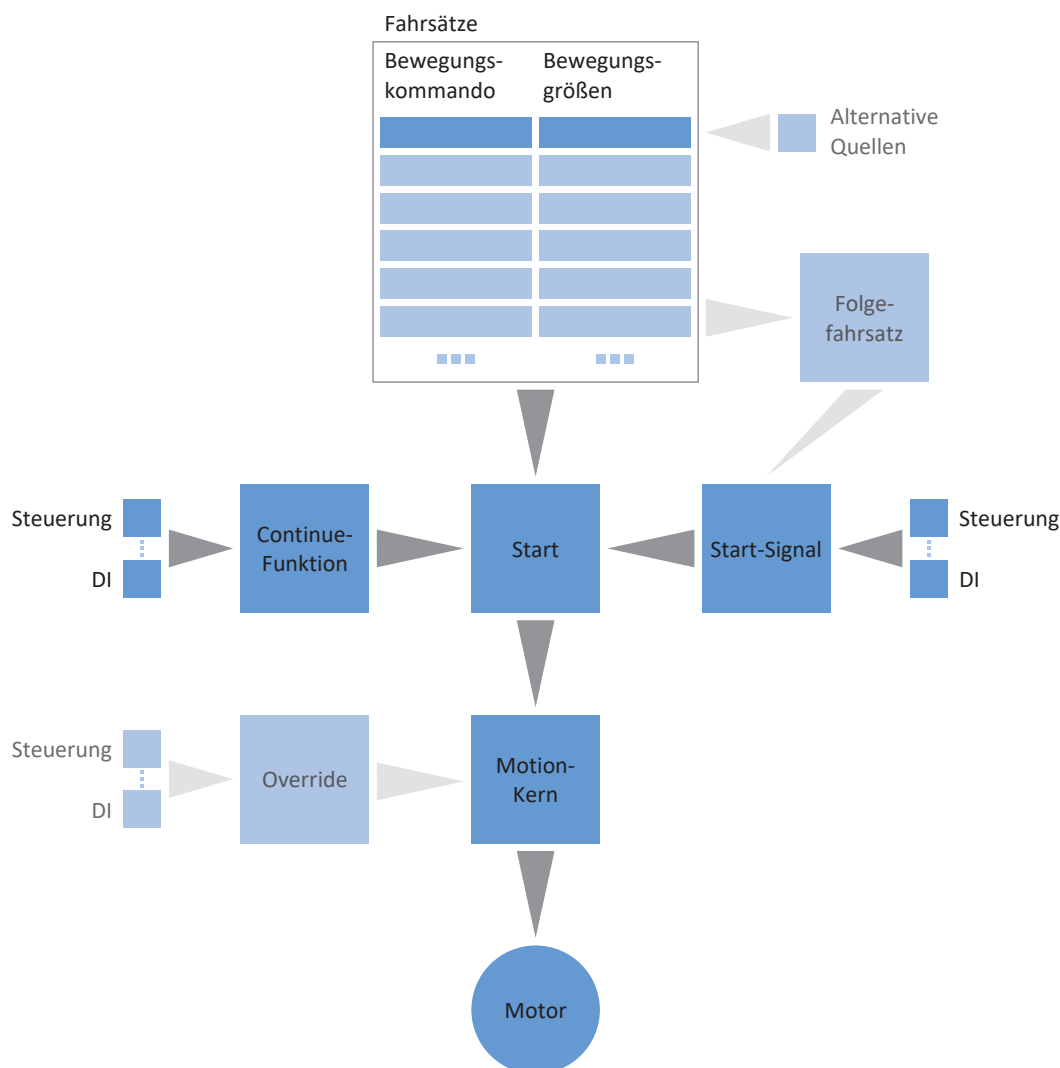 Fahrsätze
Bewegungs-
kommando
Bewegungs-
größen
Alternative
Quellen
Folge-
fahrsatz
Steuerung
DI
Continue-
Funktion
Start
Start-Signal
Steuerung
DI
Steuerung
DI
Override
Motion-
Kern
Motor